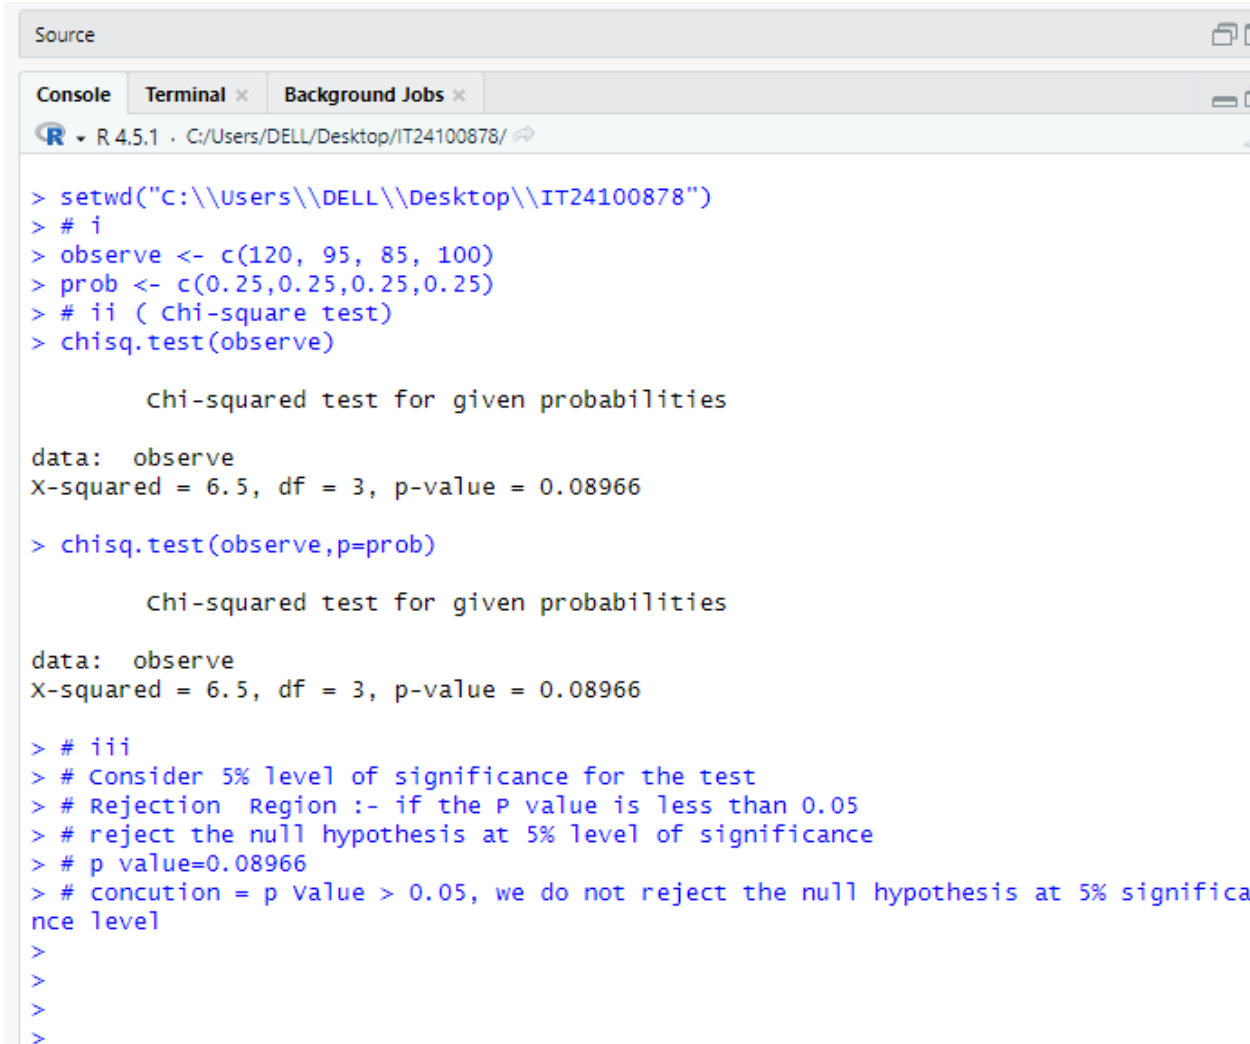 Source
Console Terminal Background Jobs
R R 4.5.1 · C:/Users/DELL/Desktop/IT24100878/
> setwd("C:\\Users\\DELL\\Desktop\\IT24100878")
> # i
> observe <- c(120, 95, 85, 100)
> prob <- c(0.25,0.25,0.25,0.25)
> # ii ( Chi-square test)
> chisq.test(observe)
Chi-squared test for given probabilities
data:  observe
X-squared = 6.5, df = 3, p-value = 0.08966
> chisq.test(observe,p=prob)
Chi-squared test for given probabilities
data:  observe
X-squared = 6.5, df = 3, p-value = 0.08966
> # iii
> # Consider 5% level of significance for the test
> # Rejection  Region :- if the P value is less than 0.05
> # reject the null hypothesis at 5% level of significance
> # p value=0.08966
> # concution = p Value > 0.05, we do not reject the null hypothesis at 5% significa
nce level
>
>
>
>